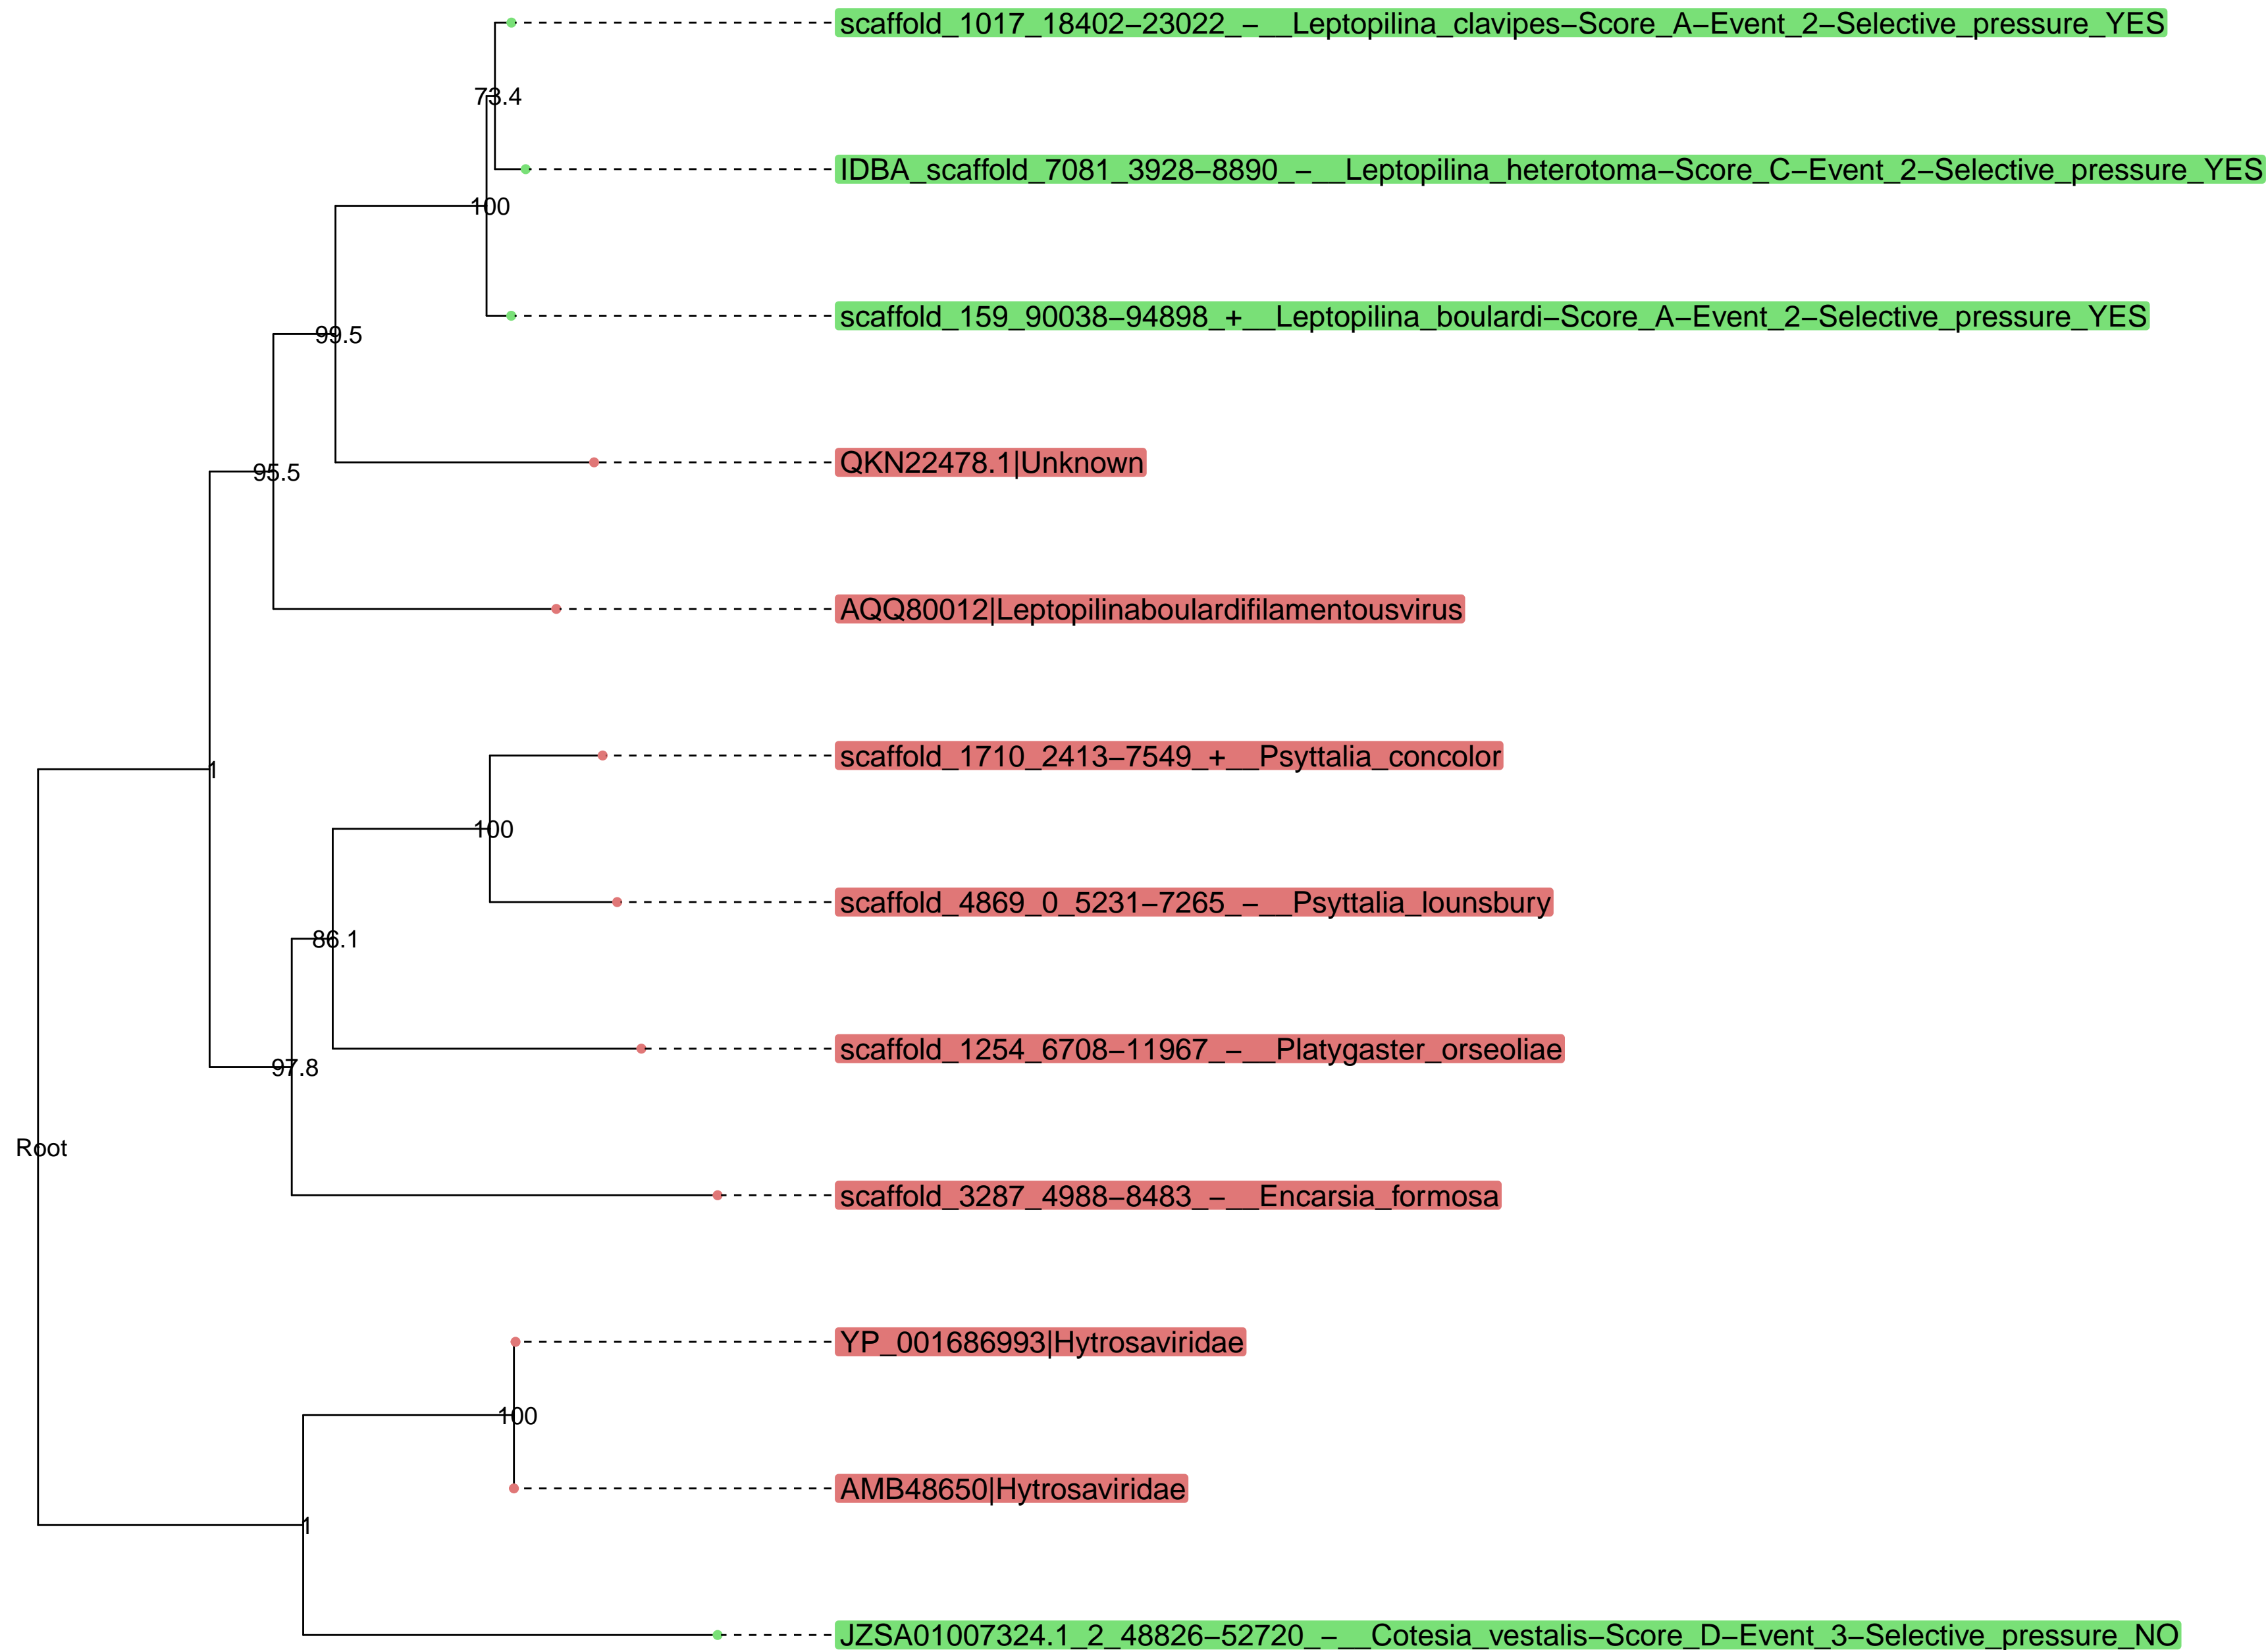 scaffold_1017_18402−23022_−__Leptopilina_clavipes−Score_A−Event_2−Selective_pressure_YES
73.4
IDBA_scaffold_7081_3928−8890_−__Leptopilina_heterotoma−Score_C−Event_2−Selective_pressure_YES
100
scaffold_159_90038−94898_+__Leptopilina_boulardi−Score_A−Event_2−Selective_pressure_YES
99.5
QKN22478.1|Unknown
95.5
AQQ80012|Leptopilinaboulardifilamentousvirus
scaffold_1710_2413−7549_+__Psyttalia_concolor
1
100
scaffold_4869_0_5231−7265_−__Psyttalia_lounsbury
86.1
scaffold_1254_6708−11967_−__Platygaster_orseoliae
97.8
Root
scaffold_3287_4988−8483_−__Encarsia_formosa
YP_001686993|Hytrosaviridae
100
AMB48650|Hytrosaviridae
1
JZSA01007324.1_2_48826−52720_−__Cotesia_vestalis−Score_D−Event_3−Selective_pressure_NO